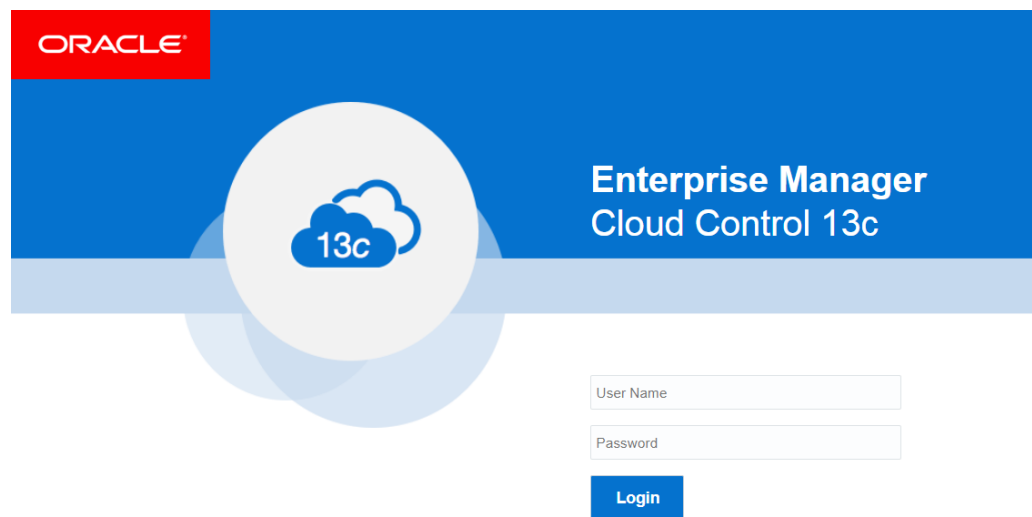 ORACLE®
13c
Enterprise Manager
Cloud Control 13c
User Name
Password
Login